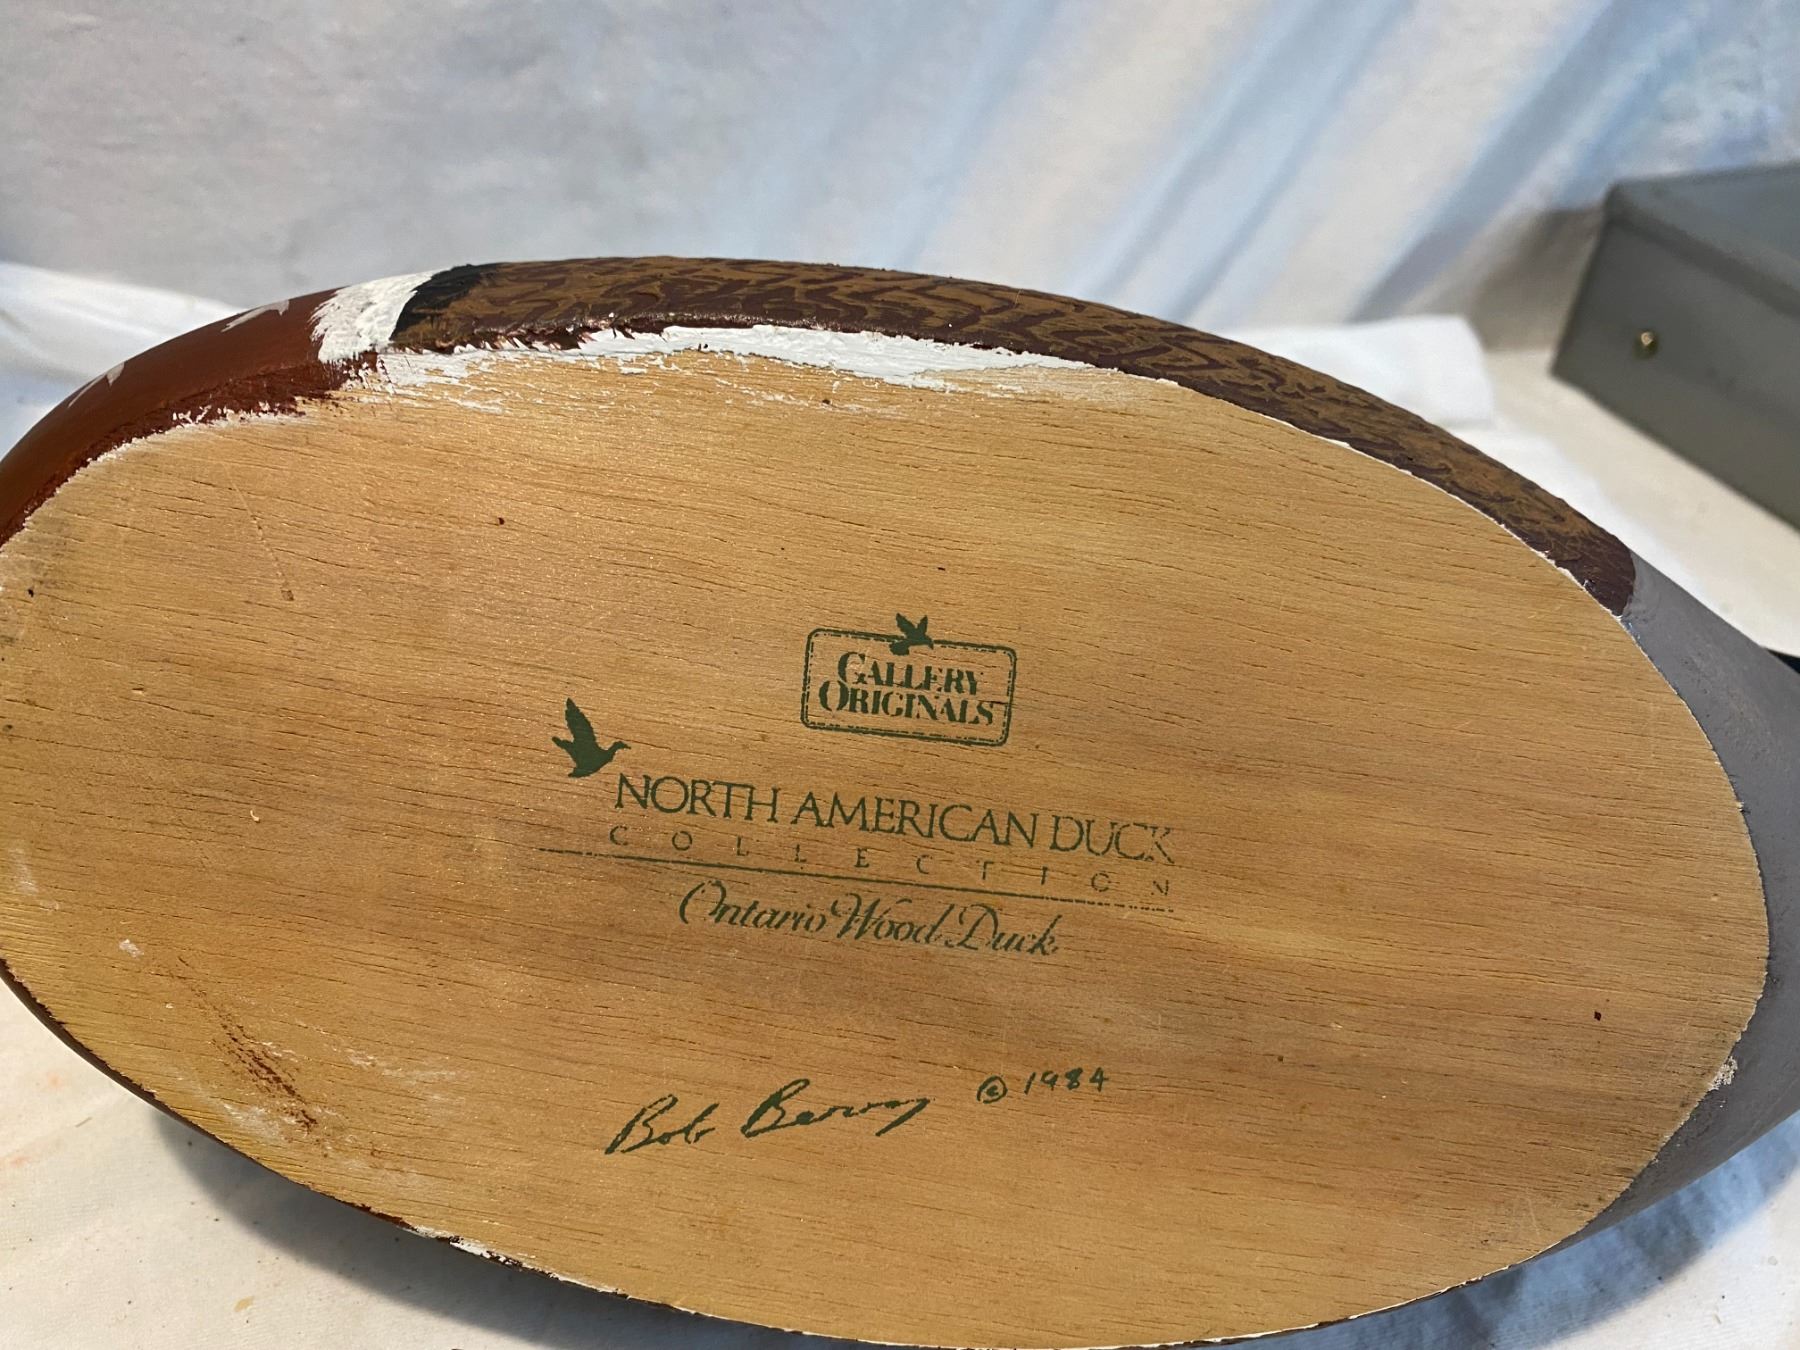 GALLERY
ORIGINALS
NORTH AMERICAN DUCK
COLLECTION
Ontario Wood Duck
Bob Berry © 1984